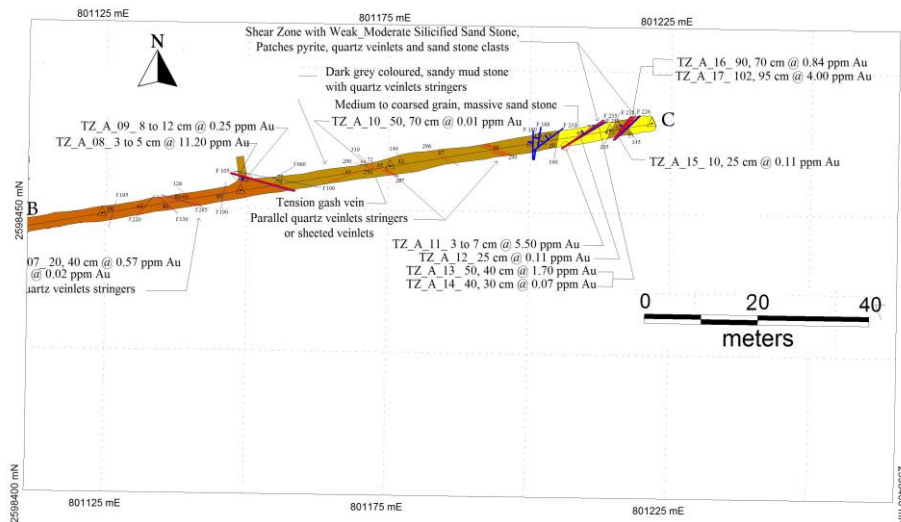 801125 mE
801175 mE
801225 mE
Shear Zone with Weak_Moderate Silicified Sand Stone,
Patches pyrite, quartz veinlets and sand stone clasts
N
Dark grey coloured, sandy mud stone
with quartz veinlets stringers
TZ_A_16_ 90, 70 cm @ 0.84 ppm Au
TZ_A_17_ 102, 95 cm @ 4.00 ppm Au
Medium to coarsed grain, massive sand stone
TZ_A_10_ 50, 70 cm @ 0.01 ppm Au
TZ_A_09_ 8 to 12 cm @ 0.25 ppm Au
TZ_A_08_ 3 to 5 cm @ 11.20 ppm Au
C
TZ_A_15_ 10, 25 cm @ 0.11 ppm Au
Tension gash vein
Parallel quartz veinlets stringers
or sheeted veinlets
B
2598450 mN
TZ_A_11_ 3 to 7 cm @ 5.50 ppm Au
TZ_A_12_ 25 cm @ 0.11 ppm Au
TZ_A_13_ 50, 40 cm @ 1.70 ppm Au
TZ_A_14_ 40, 30 cm @ 0.07 ppm Au
07_ 20, 40 cm @ 0.57 ppm Au
@ 0.02 ppm Au
uartz veinlets stringers
0 20 40
meters
2598400 mN
801125 mE
801175 mE
801225 mE